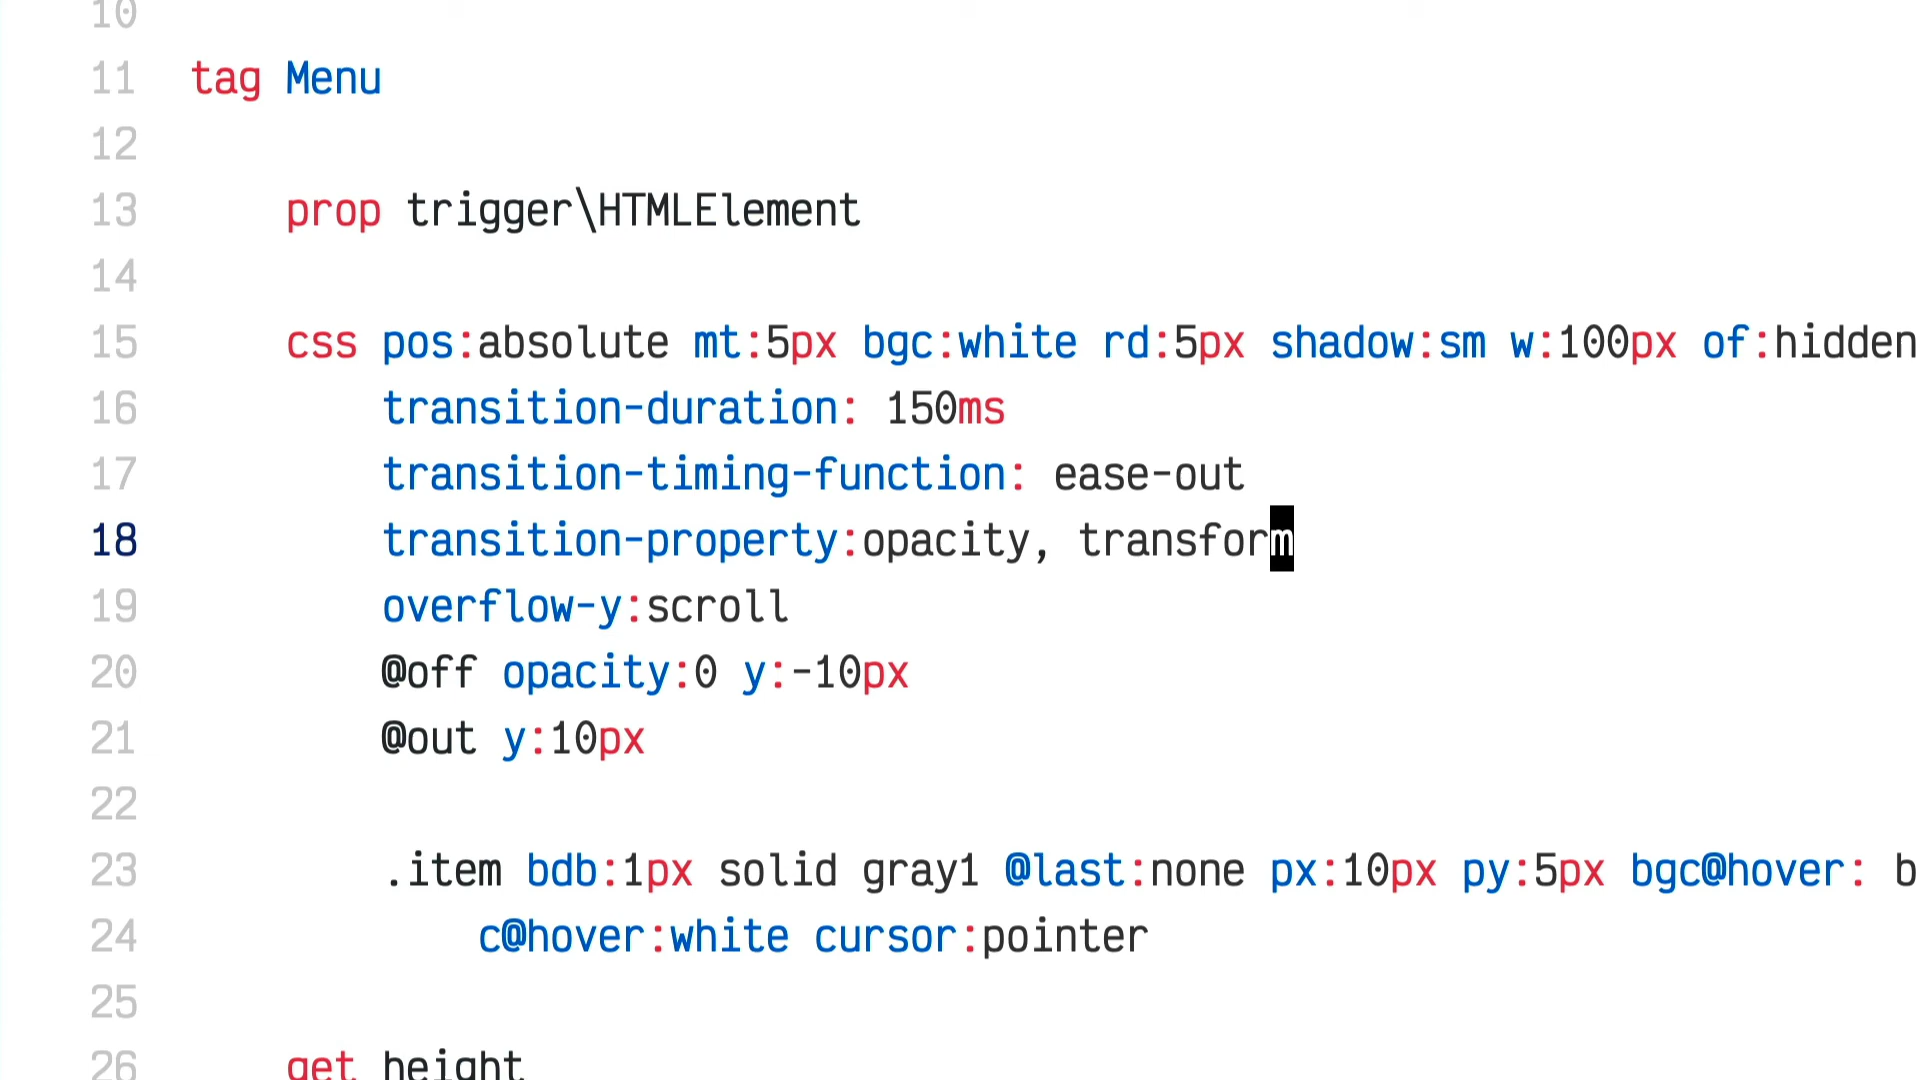 10
11 tag Menu
12
13 prop trigger\HTMLElement
14
15 css pos:absolute mt:5px bgc:white rd:5px shadow:sm w:100px of:hidden
16 transition-duration: 150ms
17 transition-timing-function: ease-out
18 transition-property:opacity, transform
19 overflow-y:scroll
20 @off opacity:0 y:-10px
21 @out y:10px
22
23 .item bdb:1px solid gray1 @last:none px:10px py:5px bgc@hover: b
24 c@hover:white cursor:pointer
25
26 get height